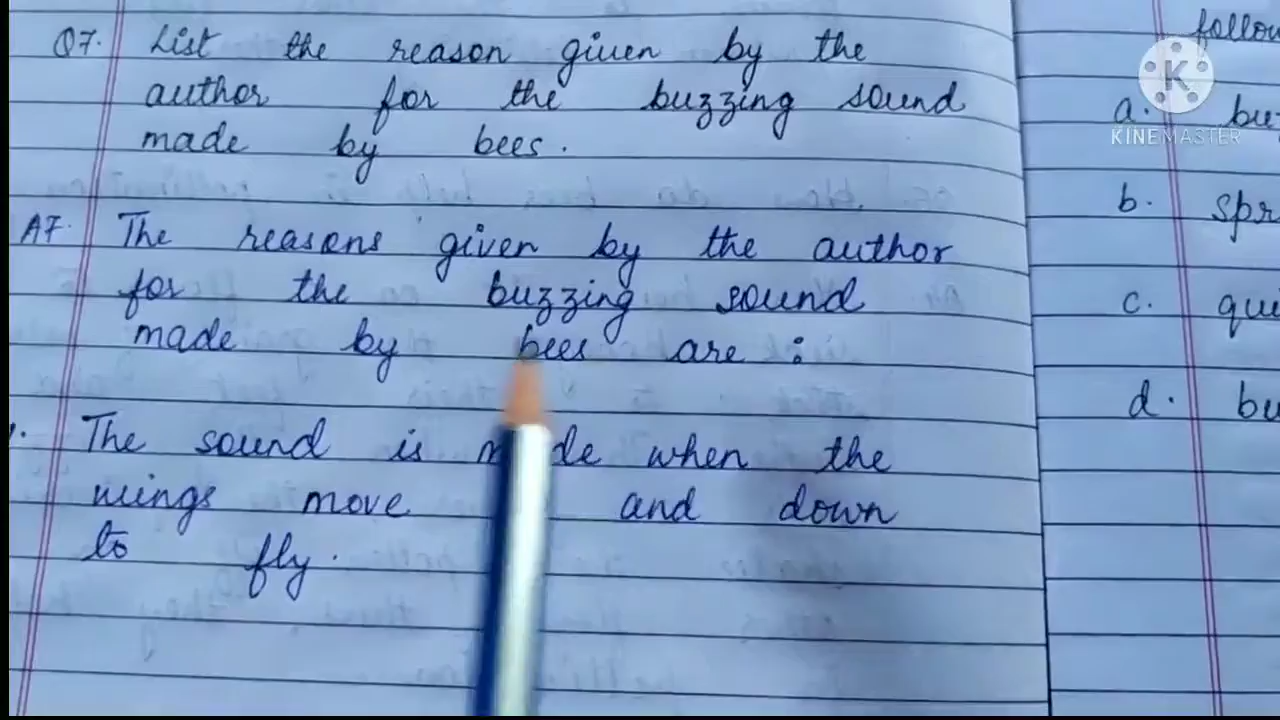 Q7. List the reason given by the
author for the buzzing sound
made by bees.
A7. The reasons given by the author
for the buzzing sound
made by bees are :
The sound is made when the
wings move and down
to fly.
follow
a. bu
b. spr
c. qui
d. bu
KINEMASTER